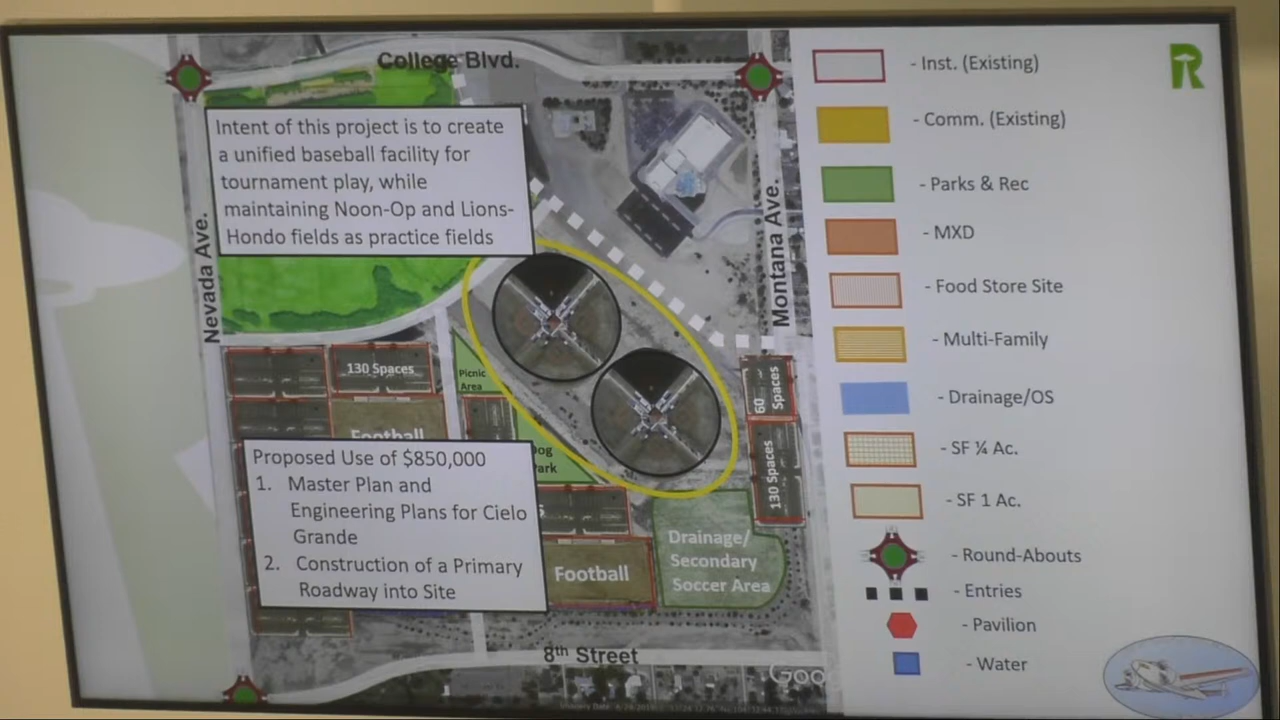 College Blvd.
Intent of this project is to create
a unified baseball facility for
tournament play, while
maintaining Noon-Op and Lions-
Hondo fields as practice fields
Nevada Ave.
Montana Ave.
130 Spaces
Picnic
Area
Football
60
Spaces
130 Spaces
Proposed Use of $850,000
1. Master Plan and
Engineering Plans for Cielo
Grande
2. Construction of a Primary
Roadway into Site
Football
Drainage/
Secondary
Soccer Area
8th Street
Goo
- Inst. (Existing)
- Comm. (Existing)
- Parks & Rec
- MXD
- Food Store Site
- Multi-Family
- Drainage/OS
- SF ¼ Ac.
- SF 1 Ac.
- Round-Abouts
- Entries
- Pavilion
- Water
R